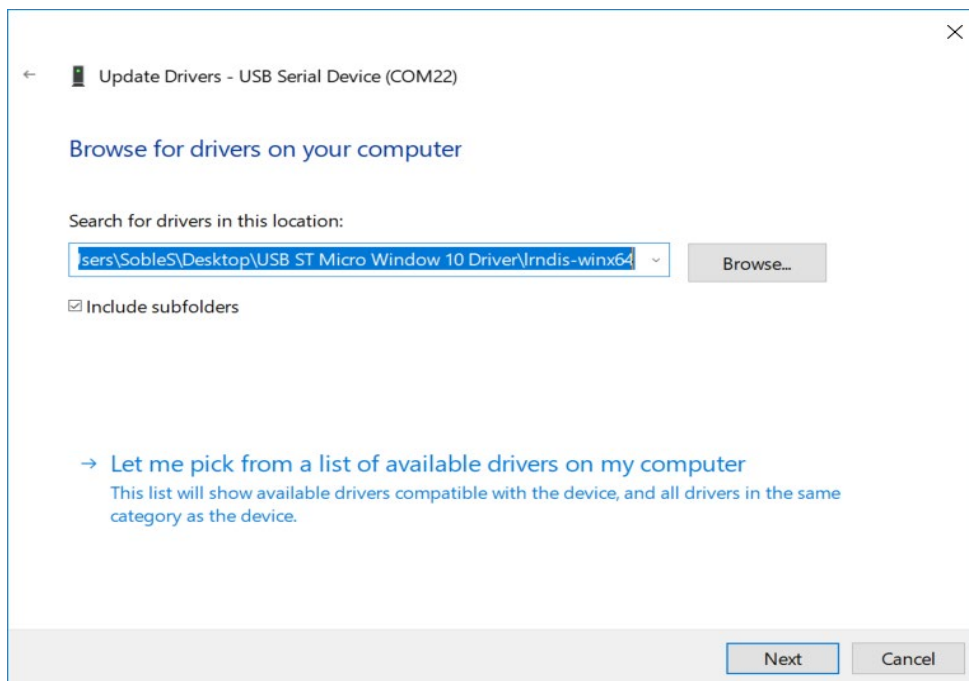 Update Drivers - USB Serial Device (COM22)
Browse for drivers on your computer
Search for drivers in this location:
sers\SobleS\Desktop\USB ST Micro Window 10 Driver\lrndis-winx64
Browse...
Include subfolders
→ Let me pick from a list of available drivers on my computer
This list will show available drivers compatible with the device, and all drivers in the same
category as the device.
Next
Cancel